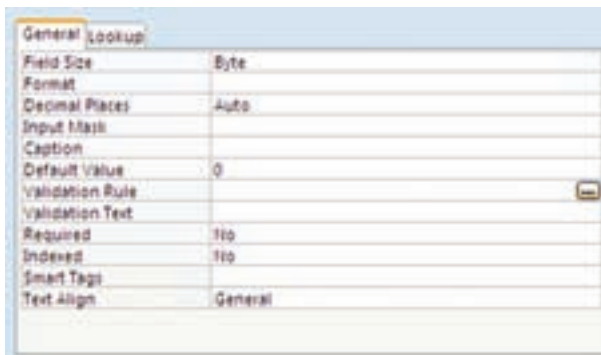 General Lookup
Field Size Byte
Format
Decimal Places Auto
Input Mask
Caption
Default Value 0
Validation Rule ...
Validation Text
Required No
Indexed No
Smart Tags
Text Align General